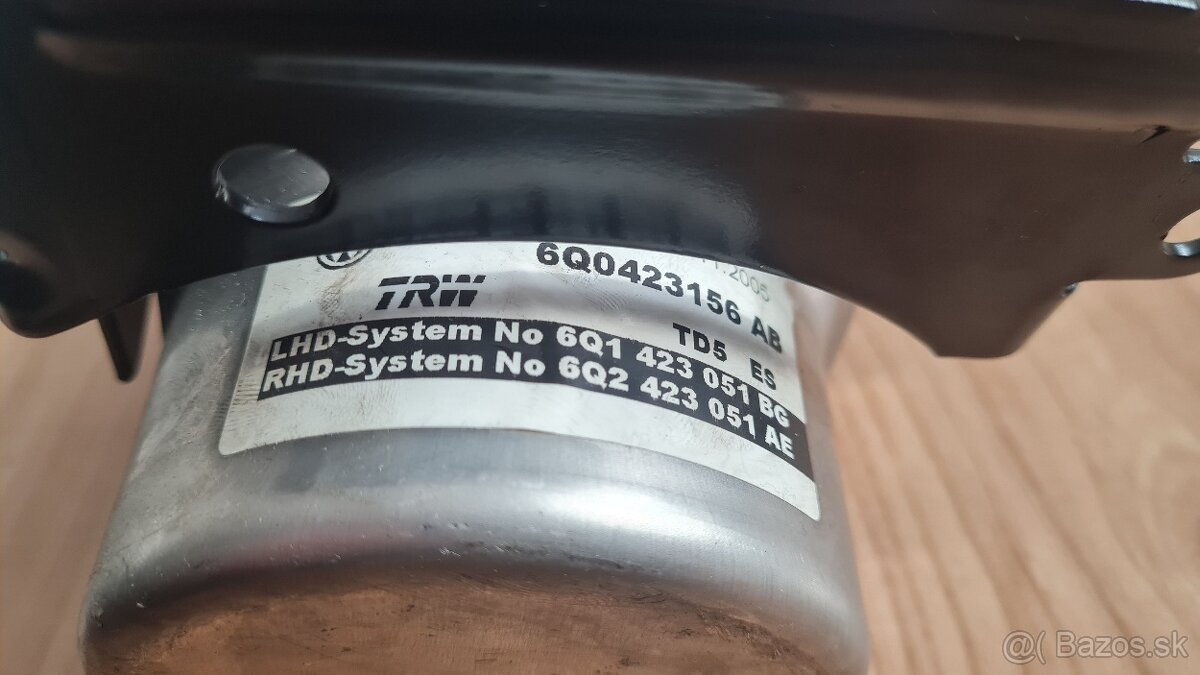 6Q0423156 AB
TRW
TD5 ES
LHD-System No 6Q1 423 051 BG
RHD-System No 6Q2 423 051 AE
@( Bazos.sk